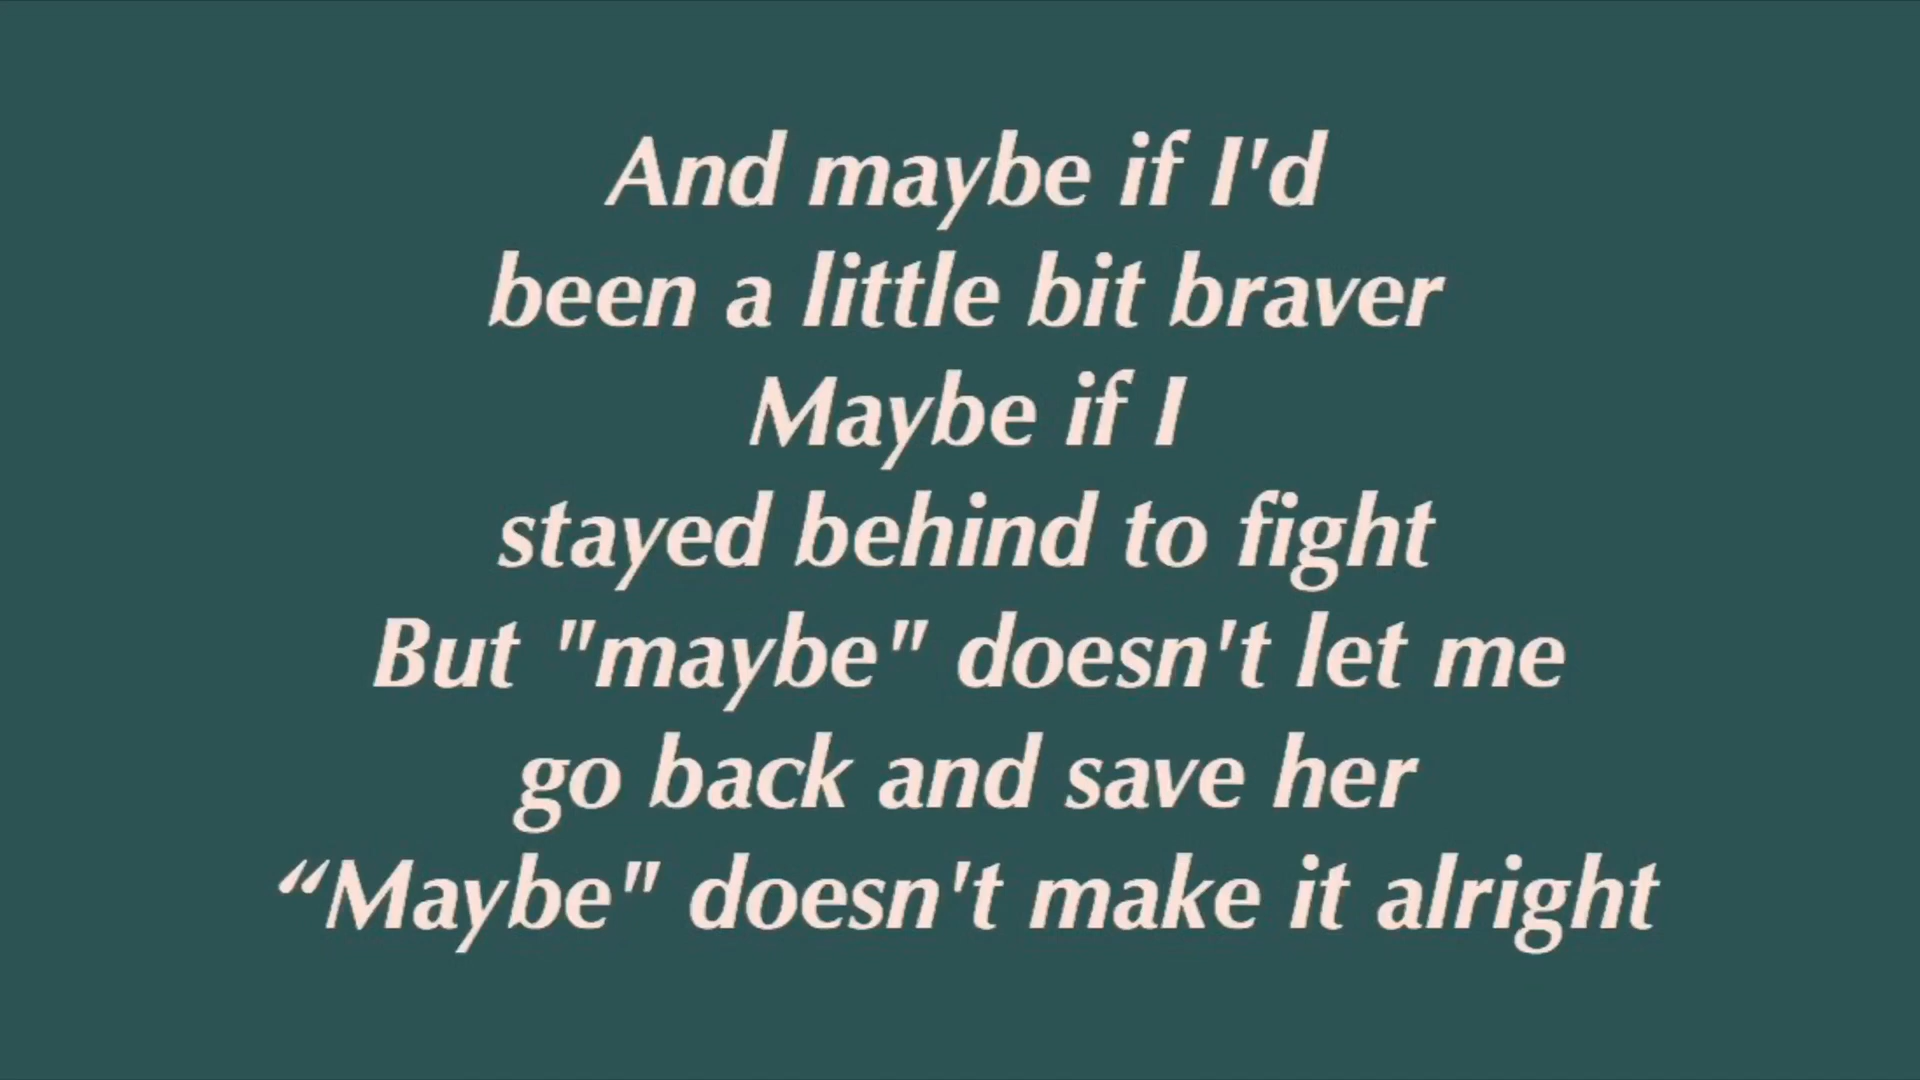 And maybe if I'd
been a little bit braver
Maybe if I
stayed behind to fight
But "maybe" doesn't let me
go back and save her
“Maybe" doesn't make it alright